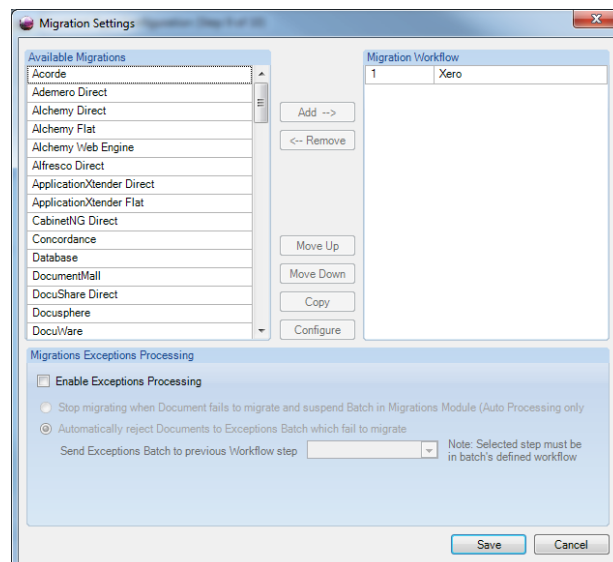 Migration Settings
Available Migrations
Acorde
Ademero Direct
Alchemy Direct
Alchemy Flat
Alchemy Web Engine
Alfresco Direct
ApplicationXtender Direct
ApplicationXtender Flat
CabinetNG Direct
Concordance
Database
DocumentMall
DocuShare Direct
Docusphere
DocuWare
Add -->
<-- Remove
Move Up
Move Down
Copy
Configure
Migration Workflow
1 Xero
Migrations Exceptions Processing
Enable Exceptions Processing
Stop migrating when Document fails to migrate and suspend Batch in Migrations Module (Auto Processing only
Automatically reject Documents to Exceptions Batch which fail to migrate
Send Exceptions Batch to previous Workflow step
Note: Selected step must be
in batch's defined workflow
Save
Cancel